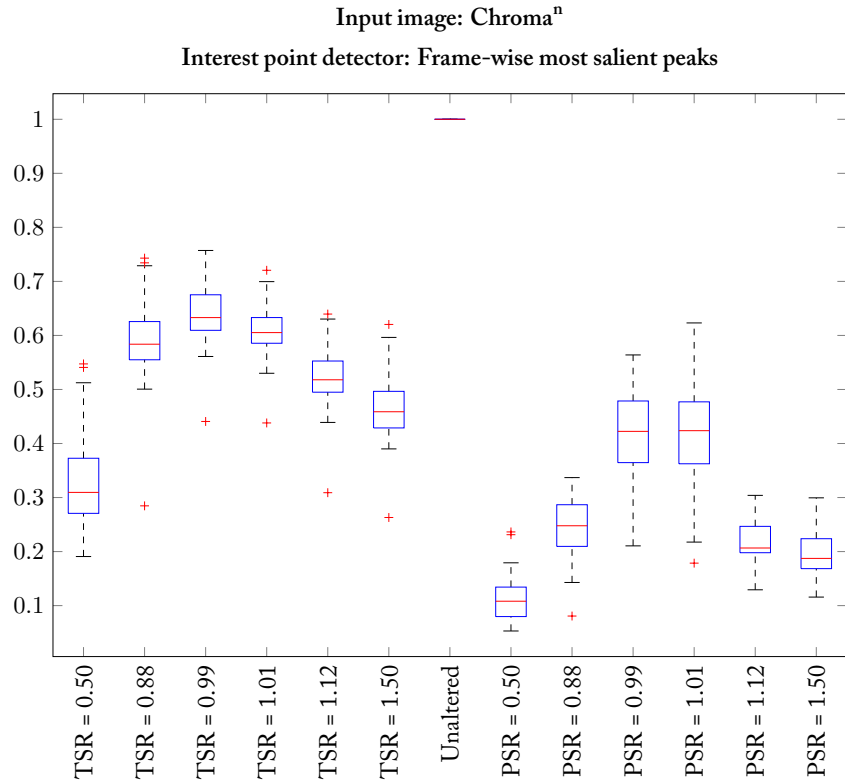 Input image: Chromaⁿ
Interest point detector: Frame-wise most salient peaks
1
0.9
0.8
0.7
0.6
0.5
0.4
0.3
0.2
0.1
TSR = 0.50
TSR = 0.88
TSR = 0.99
TSR = 1.01
TSR = 1.12
TSR = 1.50
Unaltered
PSR = 0.50
PSR = 0.88
PSR = 0.99
PSR = 1.01
PSR = 1.12
PSR = 1.50